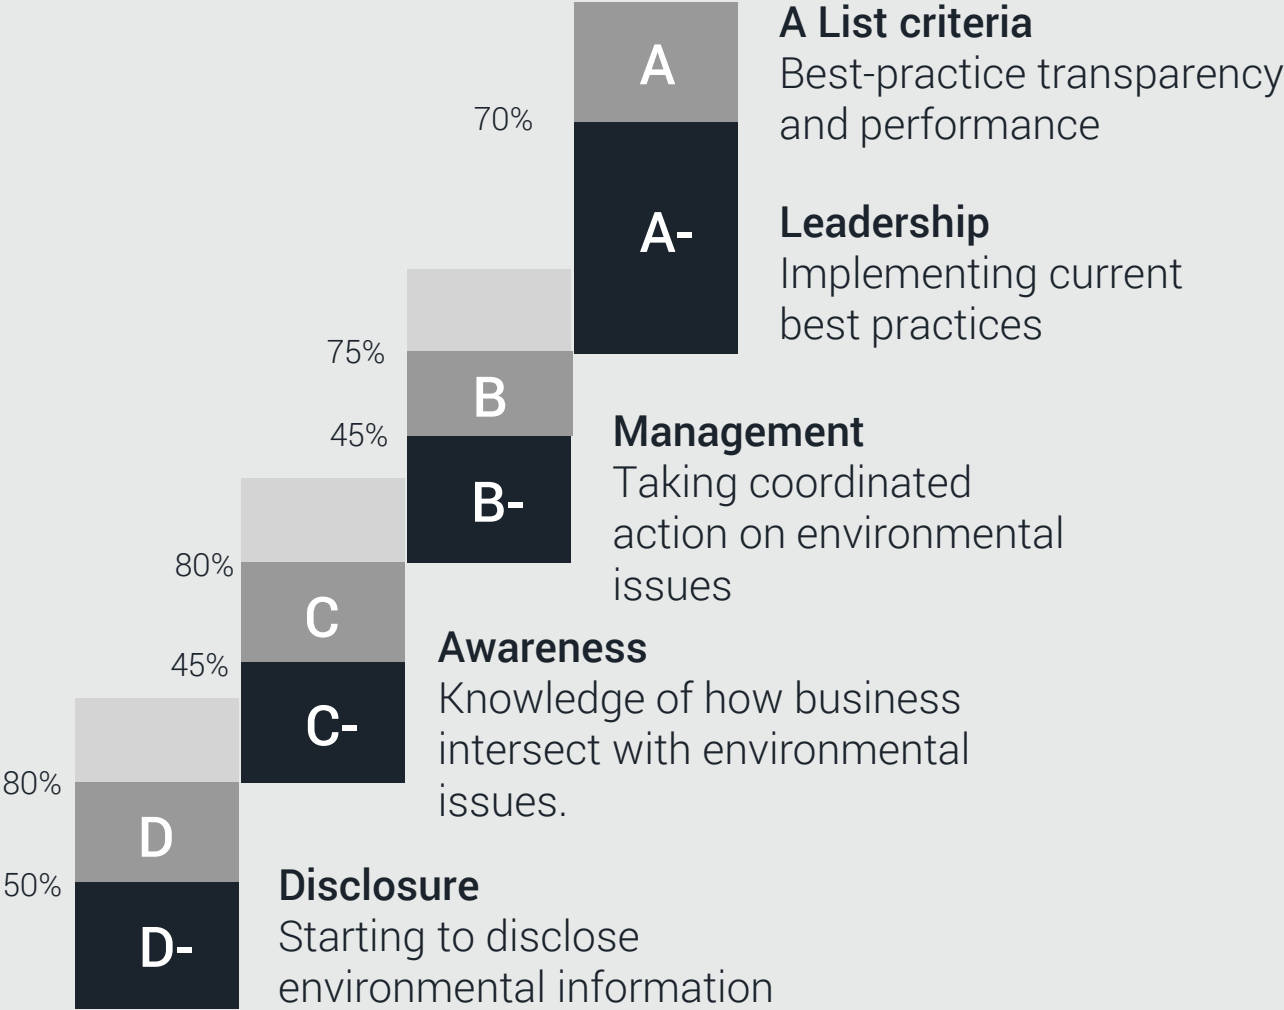 A
A List criteria
Best-practice transparency
and performance
70%
A-
Leadership
Implementing current
best practices
75%
B
45%
Management
Taking coordinated
action on environmental
issues
B-
80%
C
45%
Awareness
Knowledge of how business
intersect with environmental
issues.
C-
80%
D
50%
Disclosure
Starting to disclose
environmental information
D-